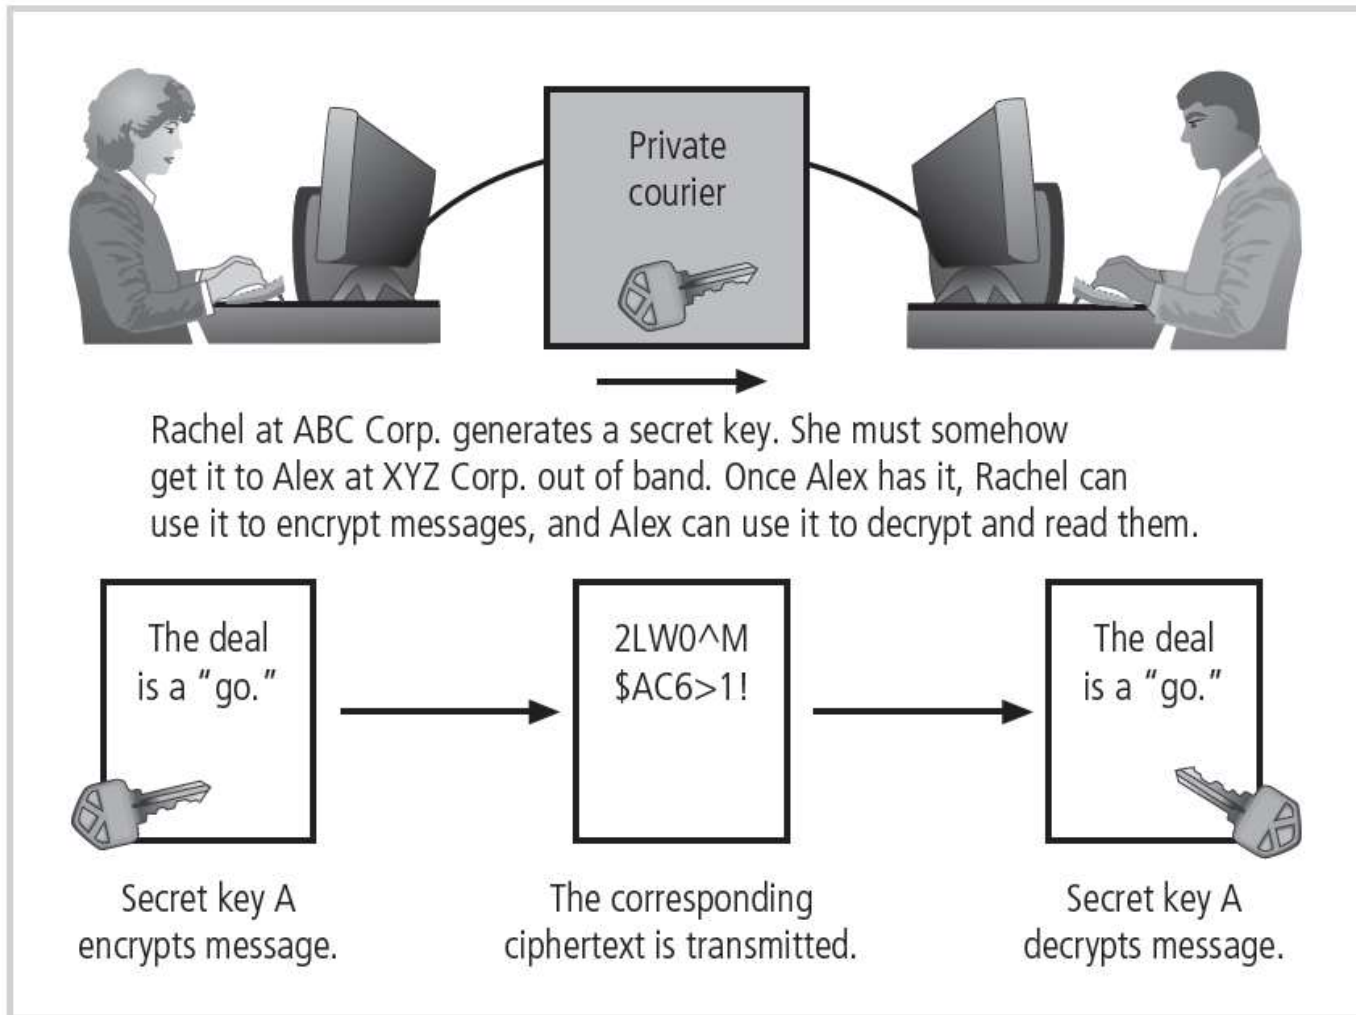 Private
courier
Rachel at ABC Corp. generates a secret key. She must somehow
get it to Alex at XYZ Corp. out of band. Once Alex has it, Rachel can
use it to encrypt messages, and Alex can use it to decrypt and read them.
The deal
is a “go.”
2LW0^M
$AC6>1!
The deal
is a “go.”
Secret key A
encrypts message.
The corresponding
ciphertext is transmitted.
Secret key A
decrypts message.